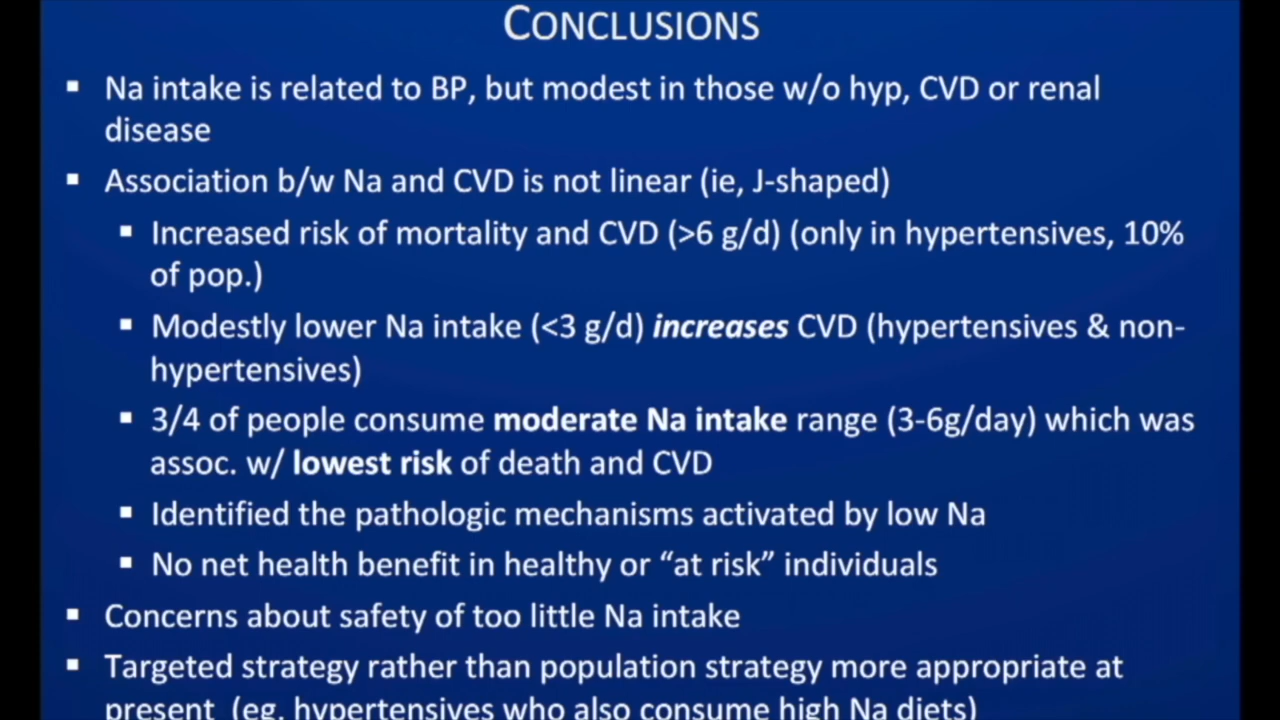 CONCLUSIONS
▪ Na intake is related to BP, but modest in those w/o hyp, CVD or renal
disease
▪ Association b/w Na and CVD is not linear (ie, J-shaped)
▪ Increased risk of mortality and CVD (>6 g/d) (only in hypertensives, 10%
of pop.)
▪ Modestly lower Na intake (<3 g/d) increases CVD (hypertensives & non-
hypertensives)
▪ 3/4 of people consume moderate Na intake range (3-6g/day) which was
assoc. w/ lowest risk of death and CVD
▪ Identified the pathologic mechanisms activated by low Na
▪ No net health benefit in healthy or “at risk” individuals
▪ Concerns about safety of too little Na intake
▪ Targeted strategy rather than population strategy more appropriate at
present (eg. hypertensives who also consume high Na diets)